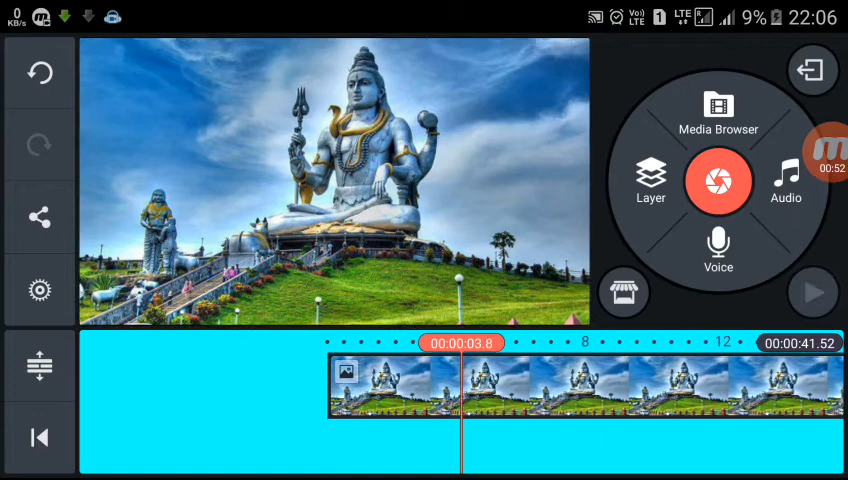 0
KB/s
Vo))
LTE
1
LTE
R
9%
22:06
Media Browser
Layer
Audio
Voice
00:52
00:00:03.8
8
12
00:00:41.52